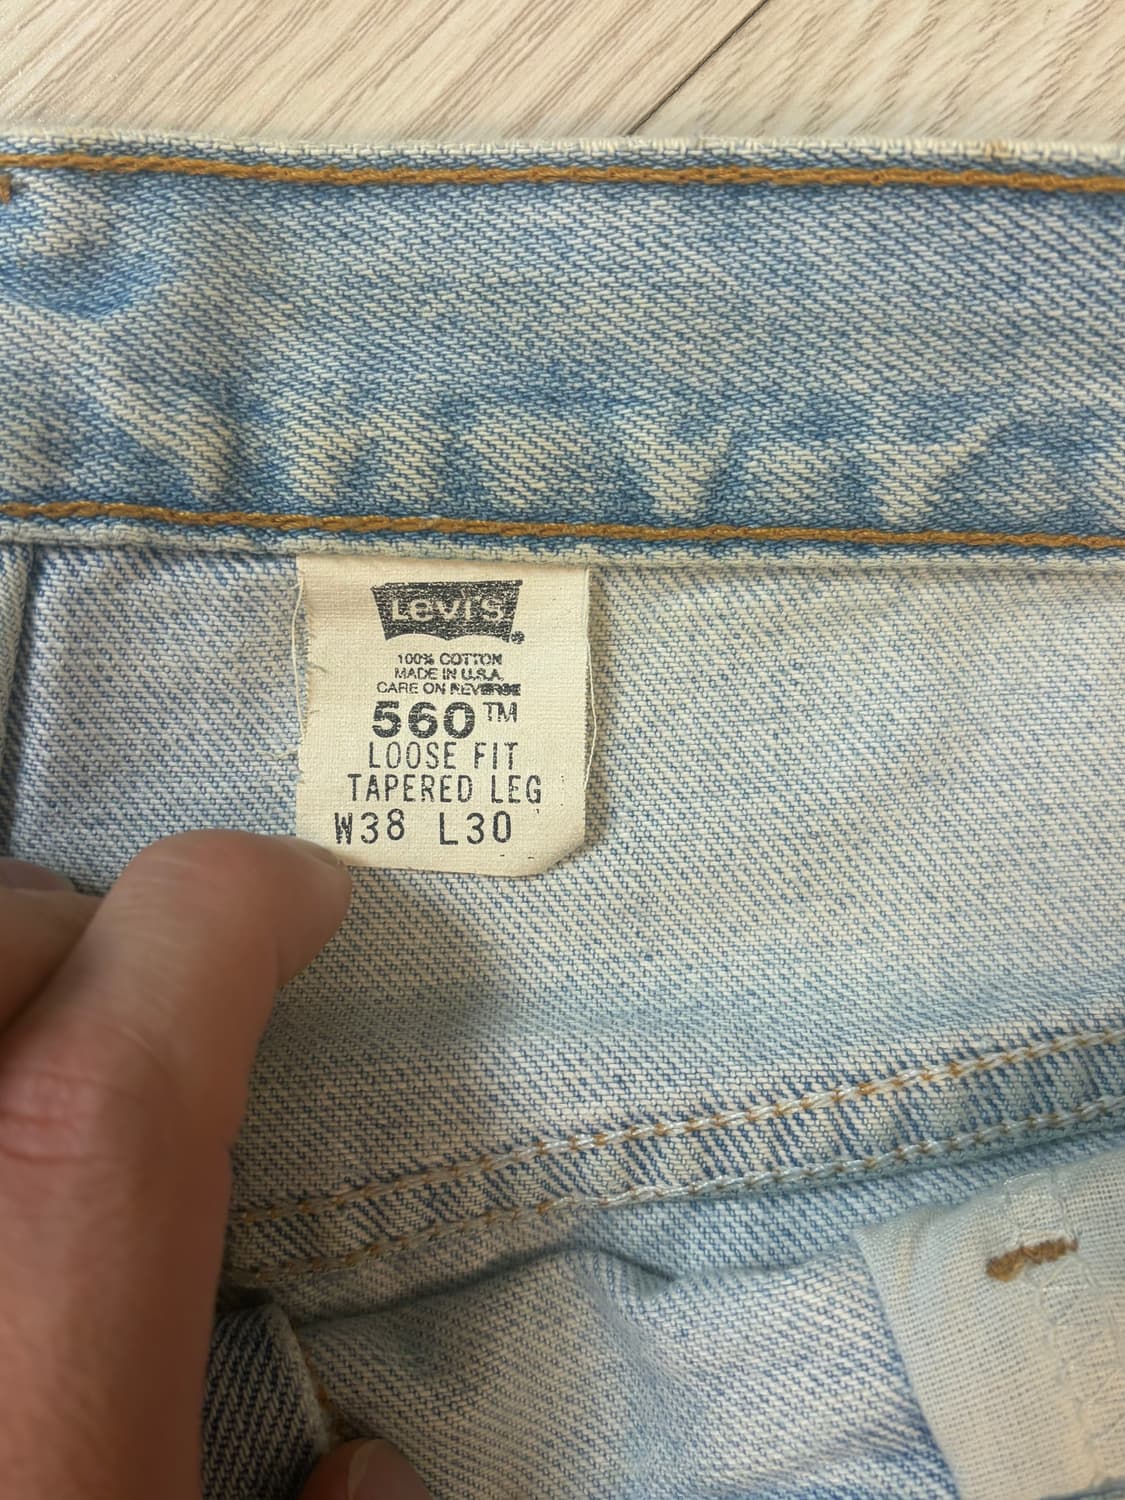 Levi's
100% COTTON
MADE IN U.S.A.
CARE ON REVERSE
560™
LOOSE FIT
TAPERED LEG
W38 L30